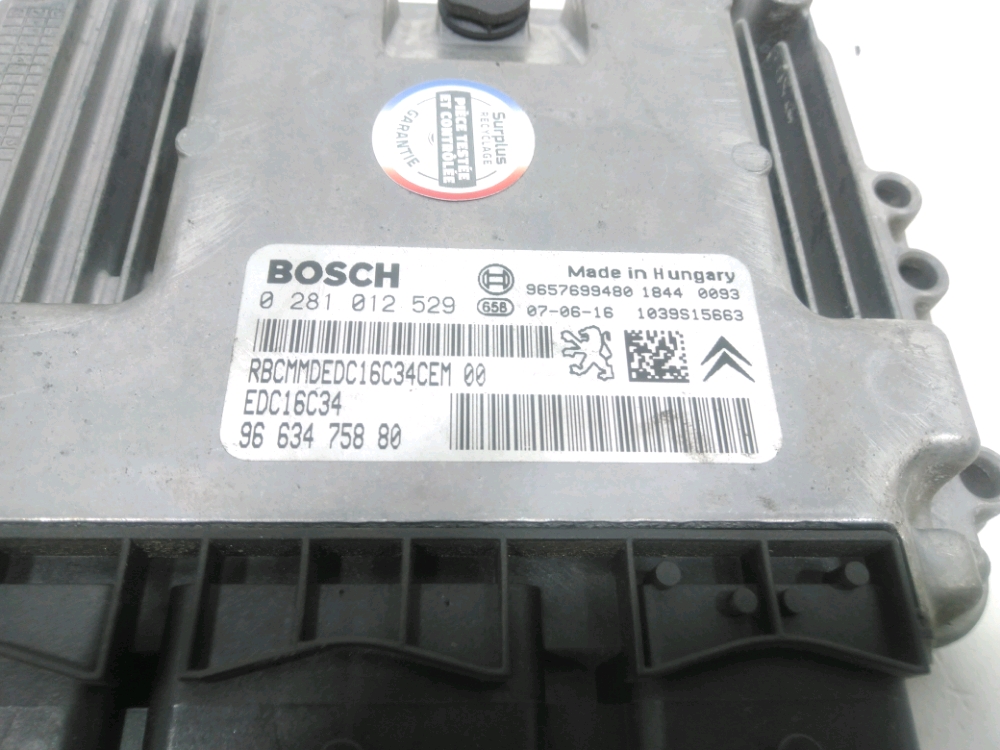 Surplus
RECYCLAGE
PIÈCE TESTÉE
ET CONTRÔLÉE
GARANTIE
BOSCH
Made in Hungary
0 281 012 529
9657699480 1844 0093
65B 07-06-16 1039S15663
RBCMMDEDC16C34CEM 00
EDC16C34
96 634 758 80